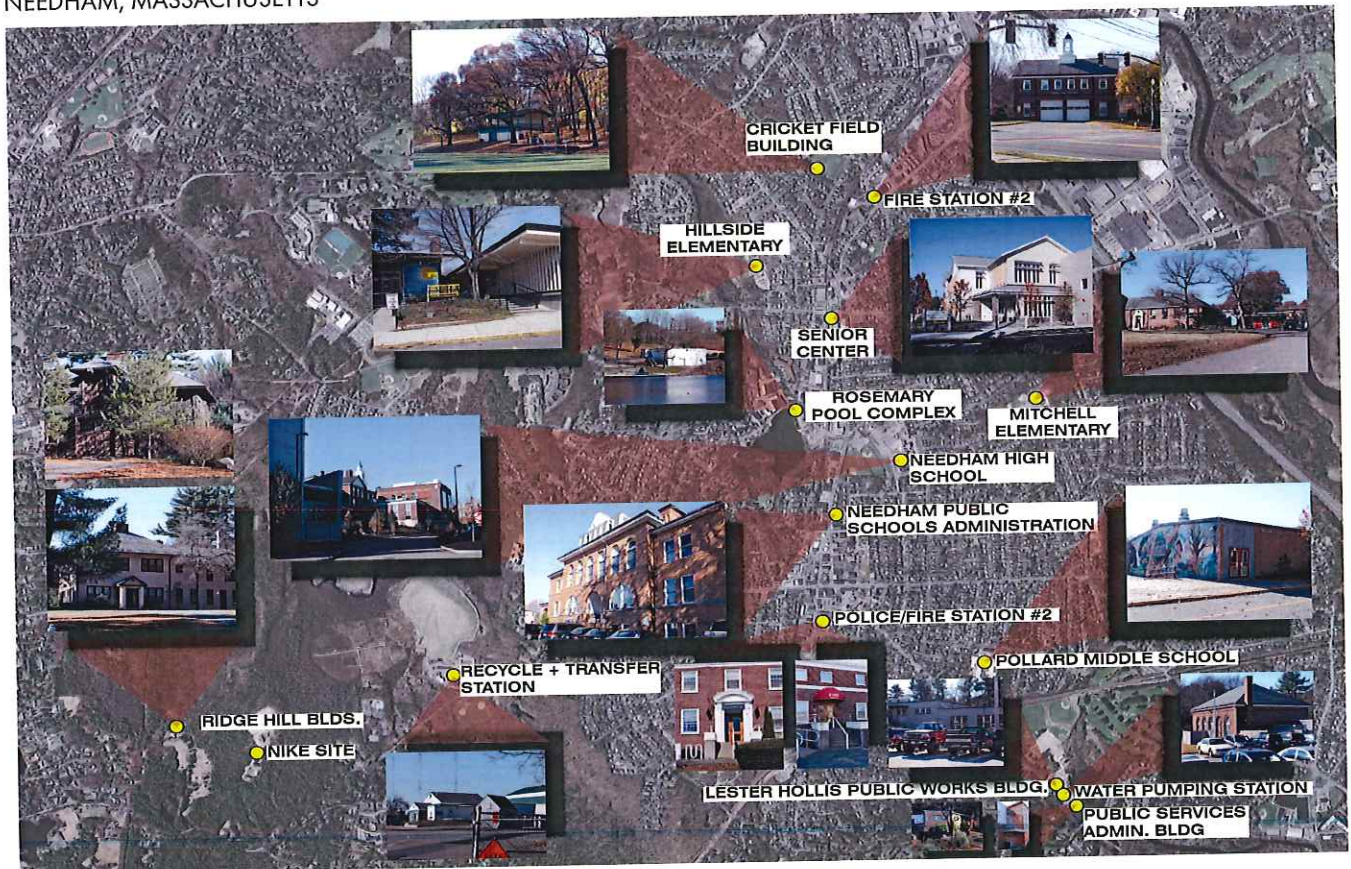 NEEDHAM, MASSACHUSETTS
CRICKET FIELD
BUILDING
FIRE STATION #2
HILLSIDE
ELEMENTARY
SENIOR
CENTER
ROSEMARY
POOL COMPLEX
MITCHELL
ELEMENTARY
NEEDHAM HIGH
SCHOOL
NEEDHAM PUBLIC
SCHOOLS ADMINISTRATION
POLICE/FIRE STATION #2
POLLARD MIDDLE SCHOOL
RECYCLE + TRANSFER
STATION
RIDGE HILL BLDS.
NIKE SITE
LESTER HOLLIS PUBLIC WORKS BLDG.
WATER PUMPING STATION
PUBLIC SERVICES
ADMIN. BLDG